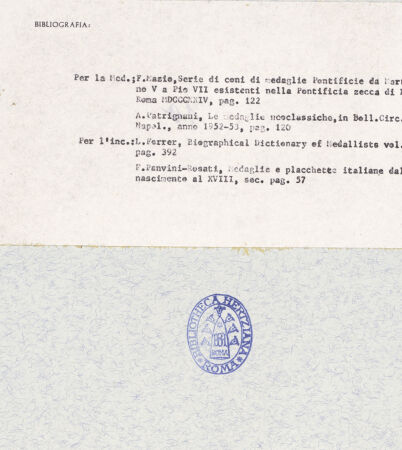 BIBLIOGRAFIA:
Per la Med.;F.Mazio,Serie di coni di medaglie Pontificie da Mar
no V a Pio VII esistenti nella Pontificia zecca di
Roma MDCCCXXIV, pag. 122
A.Patrignani, Le medaglie neoclassiche,in Boll.Circ.
Napol., anno 1952-53, pag. 120
Per l'inc.:L.Forrer, Biographical Dictionary of Medallists vol.
pag. 392
F.Panvini-Rosati, Medaglie e placchette italiane dal
nascimento al XVIII, sec. pag. 57
BIBLIOTHECA HERTZIANA
ROMA
ROMA